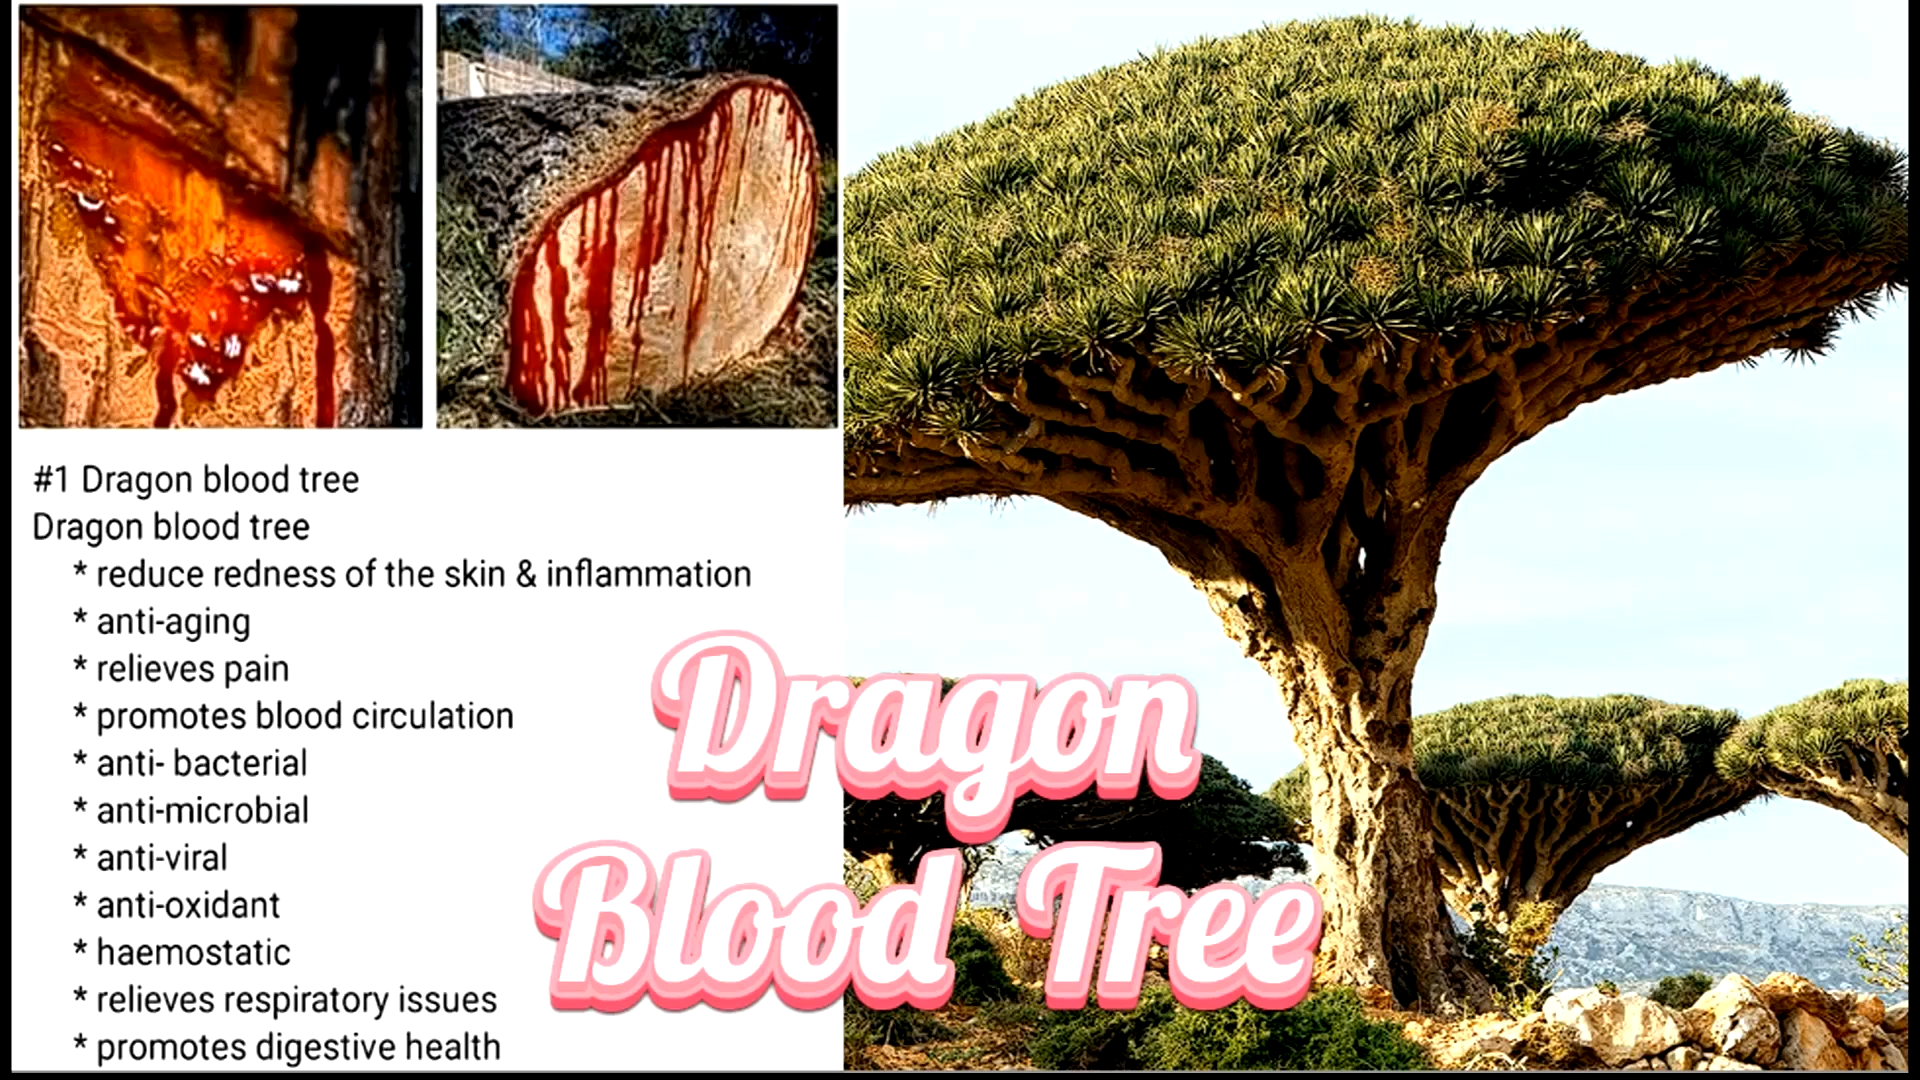 #1 Dragon blood tree
Dragon blood tree
* reduce redness of the skin & inflammation
* anti-aging
* relieves pain
* promotes blood circulation
* anti- bacterial
* anti-microbial
* anti-viral
* anti-oxidant
* haemostatic
* relieves respiratory issues
* promotes digestive health
Dragon
Blood Tree